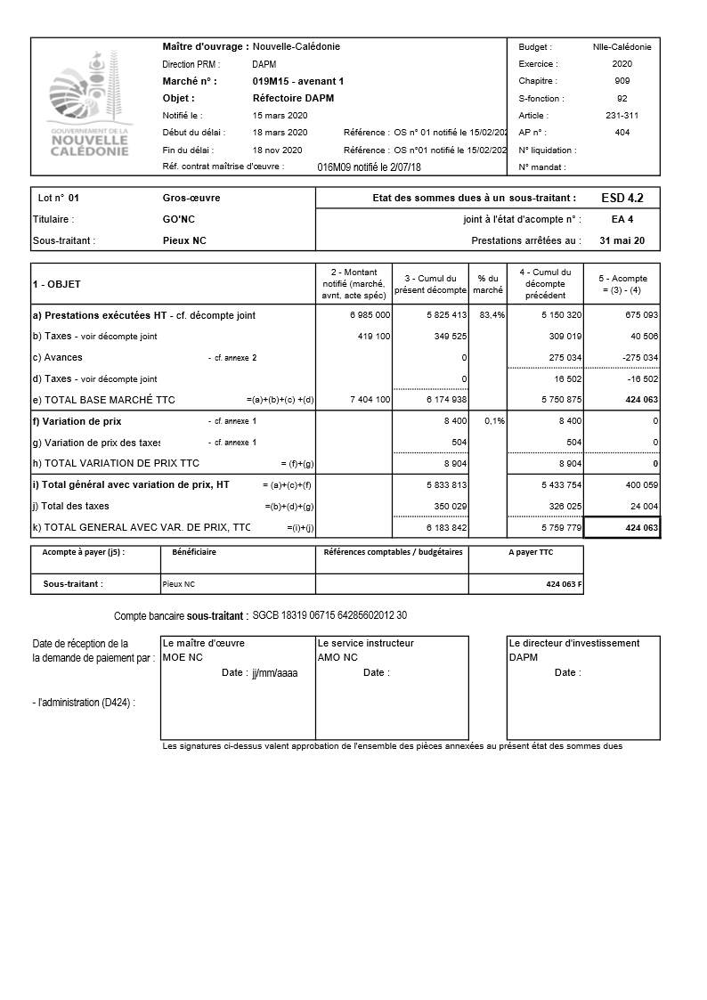 GOUVERNEMENT DE LA
NOUVELLE
CALÉDONIE
Maître d'ouvrage : Nouvelle-Calédonie
Direction PRM : DAPM
Marché n° : 019M15 - avenant 1
Objet : Réfectoire DAPM
Notifié le : 15 mars 2020
Début du délai : 18 mars 2020 Référence : OS n° 01 notifié le 15/02/202
Fin du délai : 18 nov 2020 Référence : OS n°01 notifié le 15/02/202
Réf. contrat maîtrise d'œuvre : 016M09 notifié le 2/07/18
Budget : Nlle-Calédonie
Exercice : 2020
Chapitre : 909
S-fonction : 92
Article : 231-311
AP n° : 404
N° liquidation :
N° mandat :
Lot n° 01 Gros-œuvre Etat des sommes dues à un sous-traitant : ESD 4.2
Titulaire : GO'NC joint à l'état d'acompte n° : EA 4
Sous-traitant : Pieux NC Prestations arrêtées au : 31 mai 20
1 - OBJET
2 - Montant
notifié (marché,
avnt, acte spéc)
3 - Cumul du
présent décompte
% du
marché
4 - Cumul du
décompte
précédent
5 - Acompte
= (3) - (4)
a) Prestations exécutées HT - cf. décompte joint 6 985 000 5 825 413 83,4% 5 150 320 675 093
b) Taxes - voir décompte joint 419 100 349 525 309 019 40 506
c) Avances - cf. annexe 2 0 275 034 -275 034
d) Taxes - voir décompte joint 0 16 502 -16 502
e) TOTAL BASE MARCHÉ TTC =(a)+(b)+(c) +(d) 7 404 100 6 174 938 5 750 875 424 063
f) Variation de prix - cf. annexe 1 8 400 0,1% 8 400 0
g) Variation de prix des taxes - cf. annexe 1 504 504 0
h) TOTAL VARIATION DE PRIX TTC = (f)+(g) 8 904 8 904 0
i) Total général avec variation de prix, HT = (a)+(c)+(f) 5 833 813 5 433 754 400 059
j) Total des taxes =(b)+(d)+(g) 350 029 326 025 24 004
k) TOTAL GENERAL AVEC VAR. DE PRIX, TTC =(i)+(j) 6 183 842 5 759 779 424 063
Acompte à payer (j5) : Bénéficiaire Références comptables / budgétaires A payer TTC
Sous-traitant : Pieux NC 424 063 F
Compte bancaire sous-traitant : SGCB 18319 06715 64285602012 30
Date de réception de la
la demande de paiement par :
- l'administration (D424) :
Le maître d'œuvre
MOE NC
Date : jj/mm/aaaa
Le service instructeur
AMO NC
Date :
Le directeur d'investissement
DAPM
Date :
Les signatures ci-dessus valent approbation de l'ensemble des pièces annexées au présent état des sommes dues